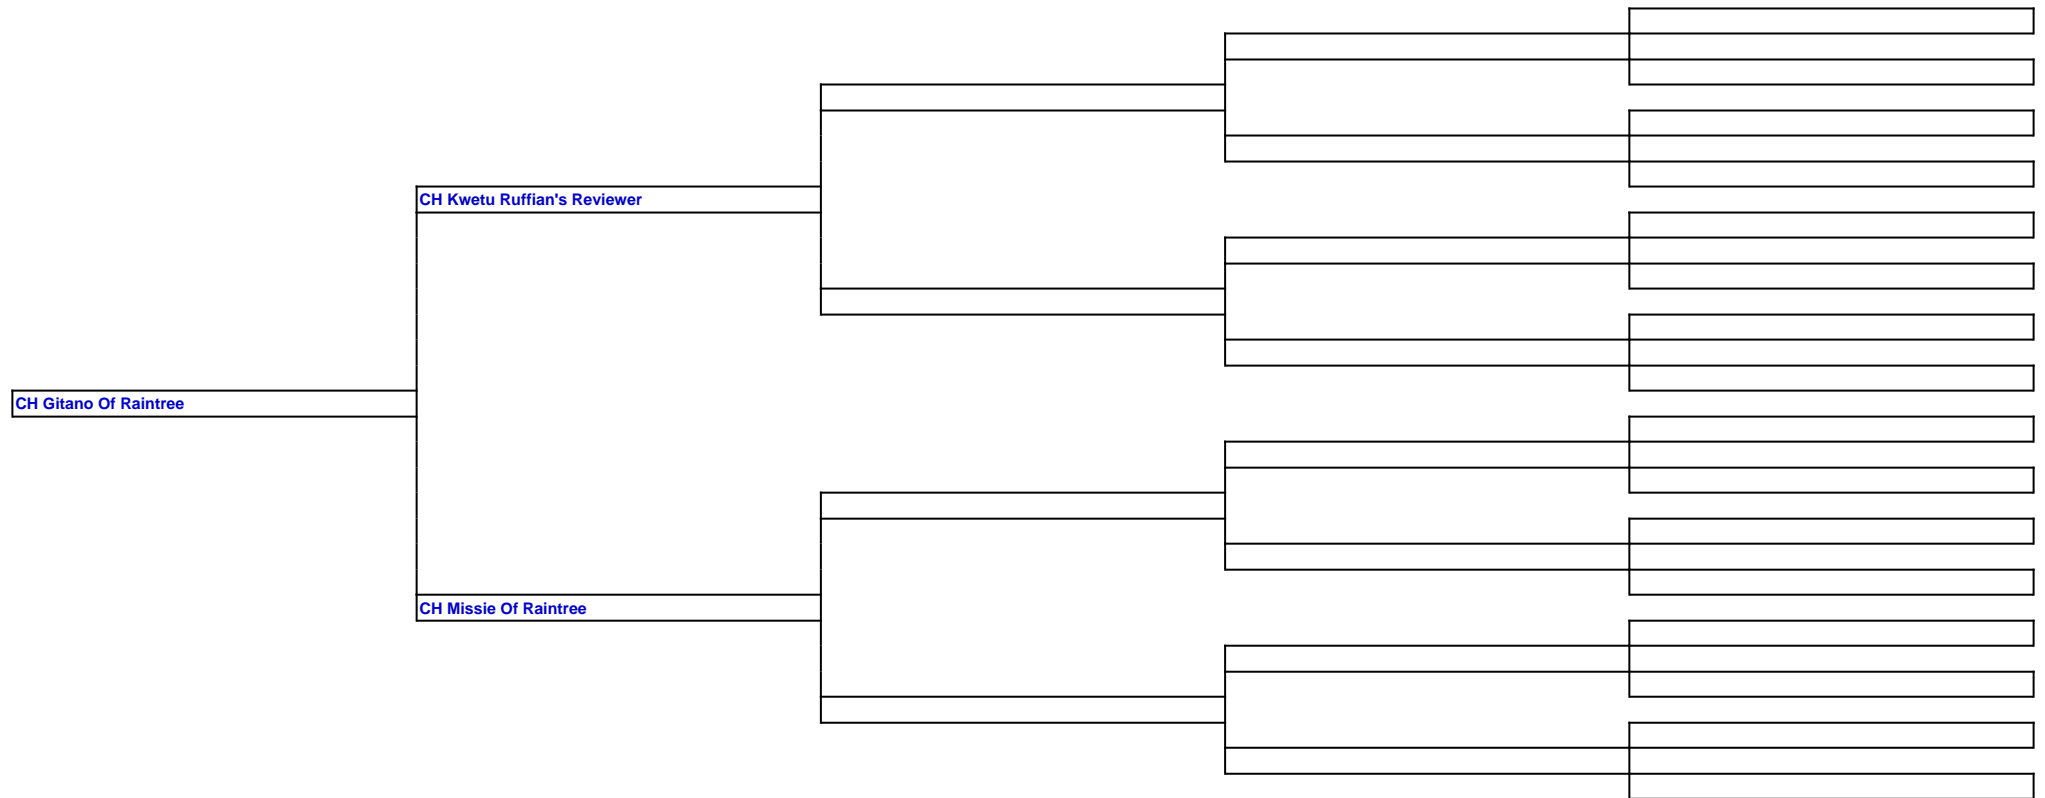 CH Kwetu Ruffian's Reviewer
CH Gitano Of Raintree
CH Missie Of Raintree